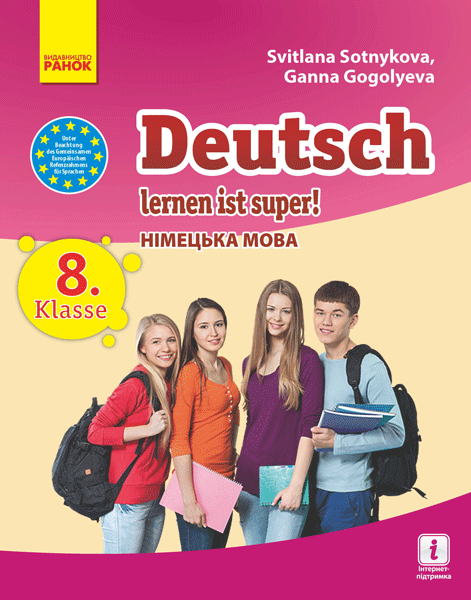 ВИДАВНИЦТВО
РАНОК
Svitlana Sotnykova,
Ganna Gogolyeva
Unter
Beachtung
des Gemeinsamen
Europäischen
Referenzrahmens
für Sprachen
Deutsch
lernen ist super!
НІМЕЦЬКА МОВА
8.
Klasse
i
Інтернет-
підтримка